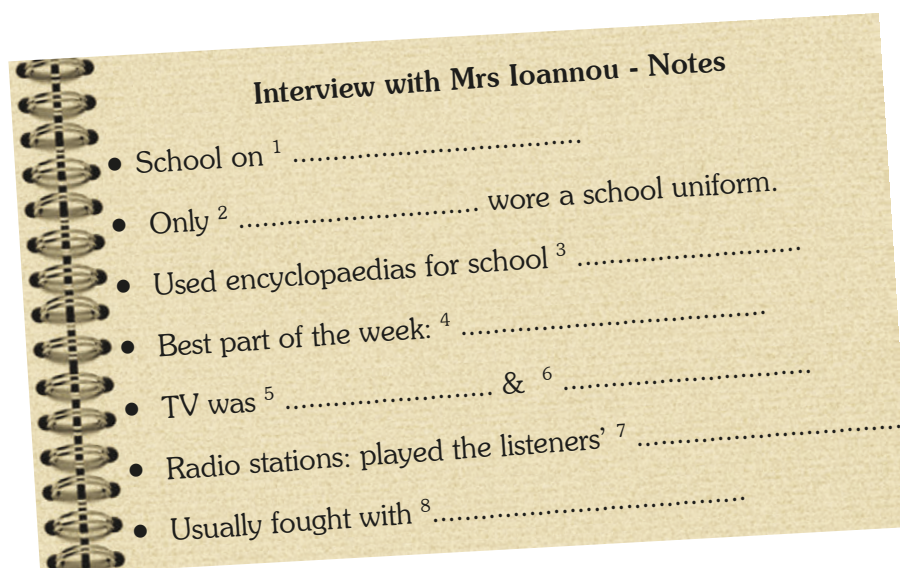 Interview with Mrs Ioannou - Notes
• School on 1 ....................................
• Only 2 .............................. wore a school uniform.
• Used encyclopaedias for school 3 ............................
• Best part of the week: 4 ......................................
• TV was 5 .......................... & 6 ...............................
• Radio stations: played the listeners’ 7 .................................
• Usually fought with 8 .......................................